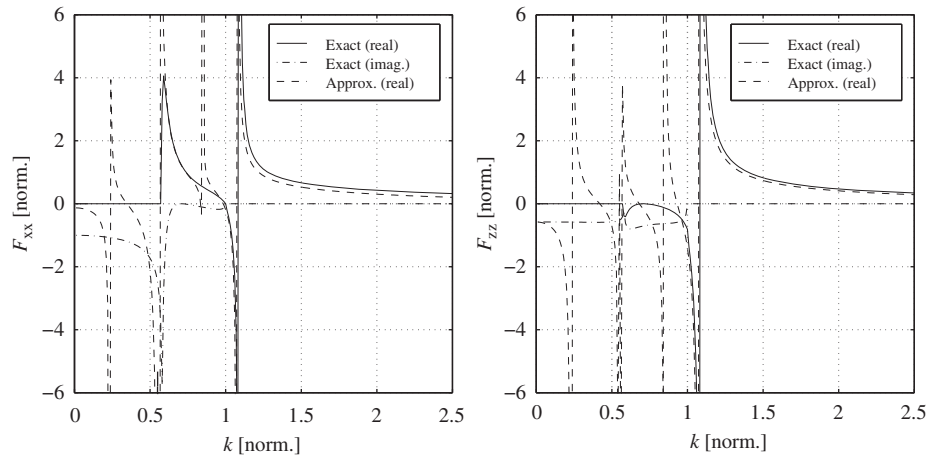 6
4
2
0
−2
−4
−6
0
0.5
1
1.5
2
2.5
F_xx [norm.]
k [norm.]
Exact (real)
Exact (imag.)
Approx. (real)
6
4
2
0
−2
−4
−6
0
0.5
1
1.5
2
2.5
F_zz [norm.]
k [norm.]
Exact (real)
Exact (imag.)
Approx. (real)